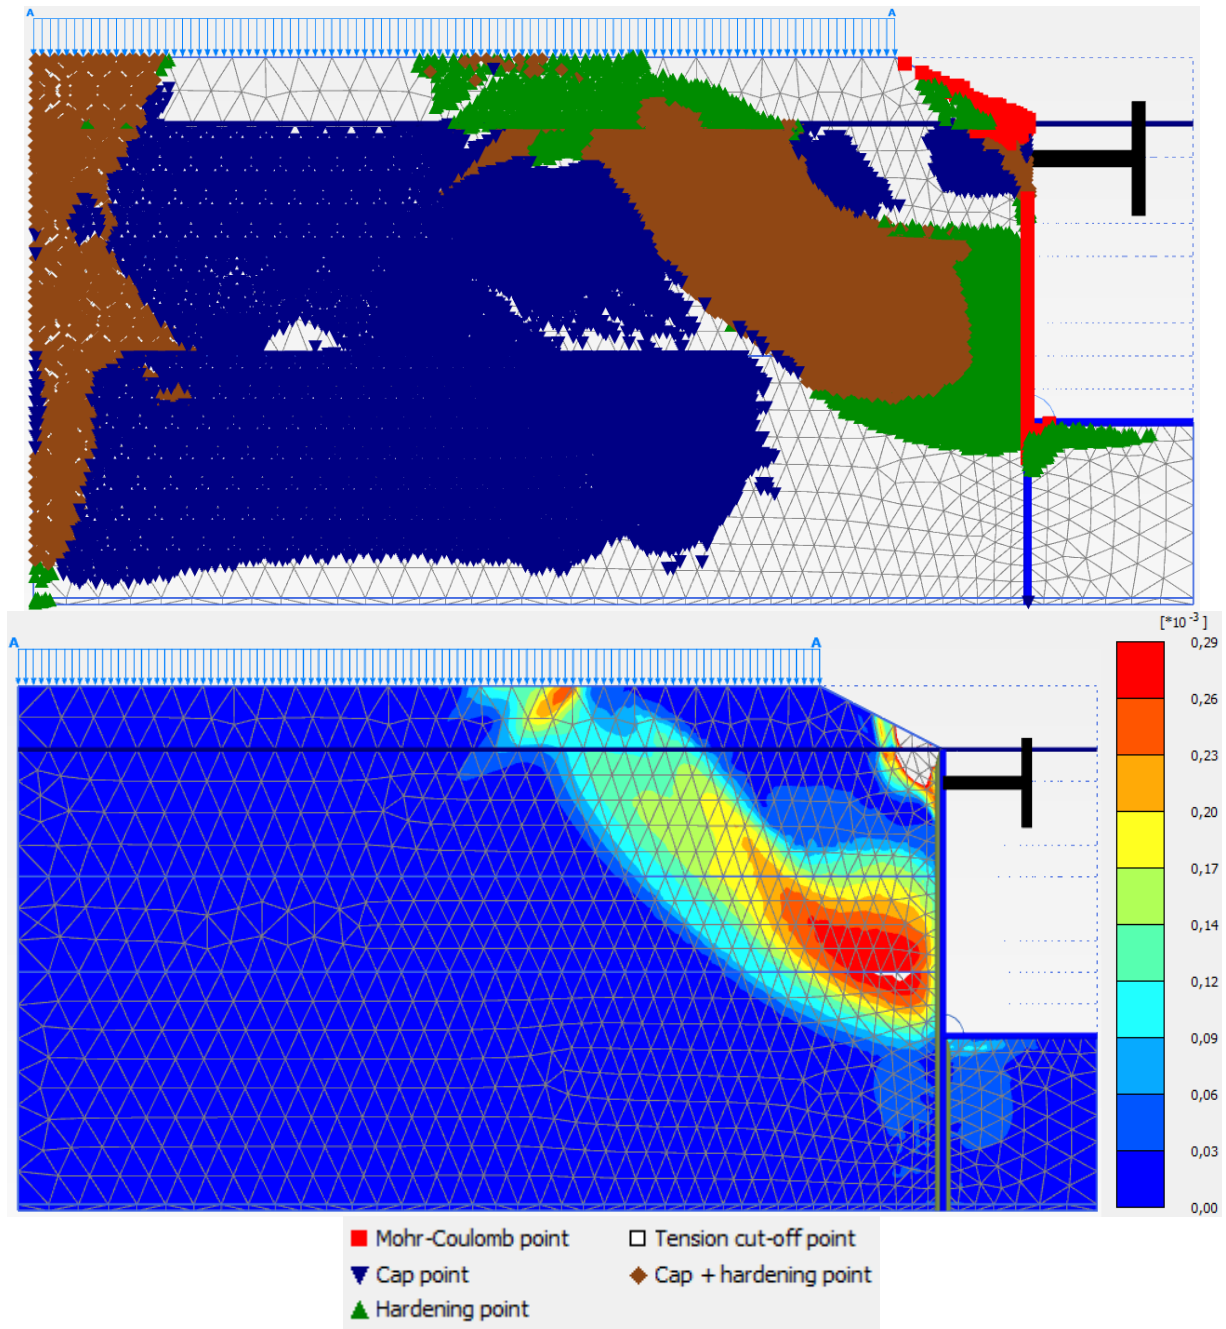 A A
A A
[*10 -3 ]
0,29
0,26
0,23
0,20
0,17
0,14
0,12
0,09
0,06
0,03
0,00
Mohr-Coulomb point Tension cut-off point
Cap point Cap + hardening point
Hardening point